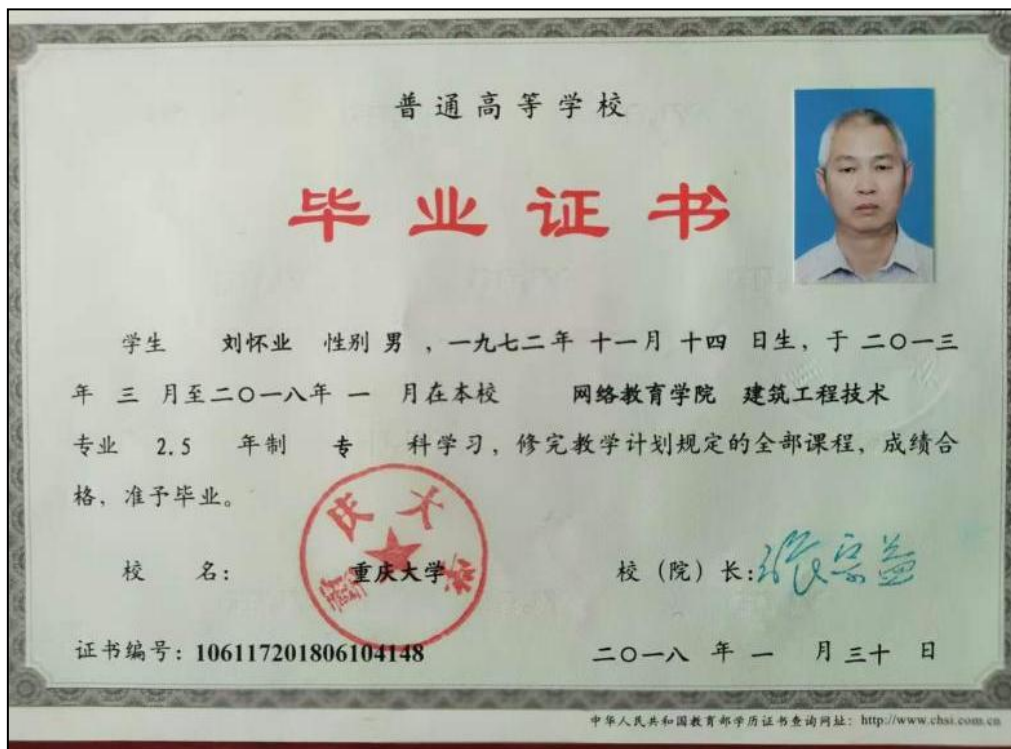 普通高等学校
毕业证书
学生 刘怀业 性别 男 ，一九七二年 十一月 十四 日生，于 二〇一三
年 三 月至二〇一八年 一 月在本校 网络教育学院 建筑工程技术
专业 2.5 年制 专 科学习，修完教学计划规定的全部课程，成绩合
格，准予毕业。
重庆大学
校 名： 重庆大学 校（院）长：张宗益
证书编号：106117201806104148 二〇一八 年 一 月三十 日
中华人民共和国教育部学历证书查询网址：http://www.chsi.com.cn